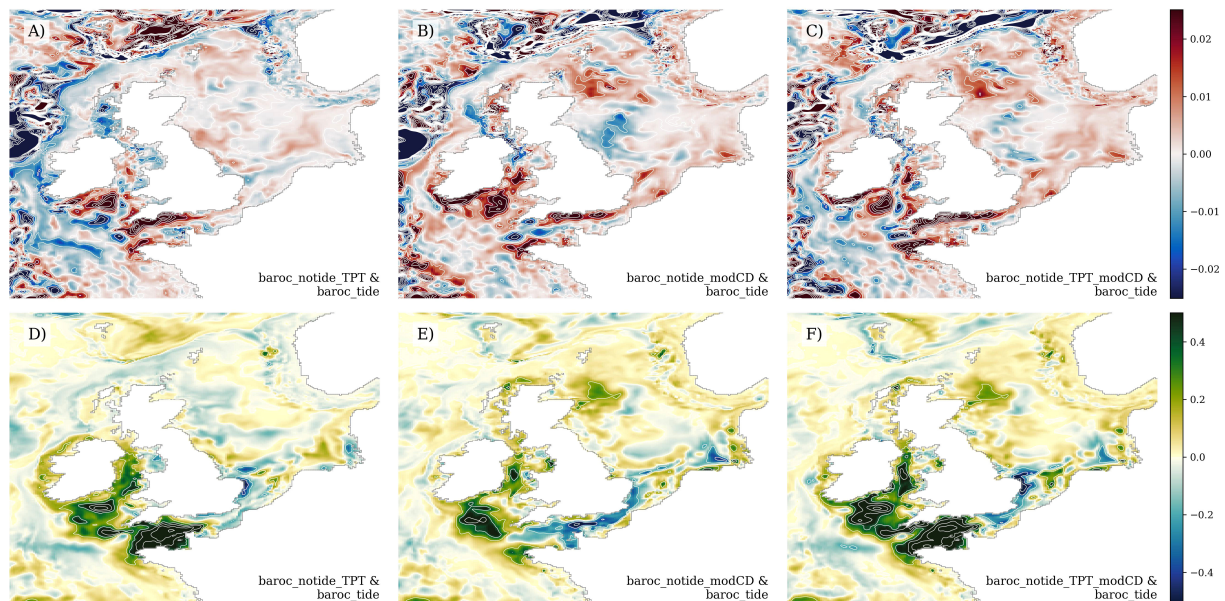 A)
baroc_notide_TPT &
baroc_tide
B)
baroc_notide_modCD &
baroc_tide
C)
baroc_notide_TPT_modCD &
baroc_tide
0.02
0.01
0.00
−0.01
−0.02
D)
baroc_notide_TPT &
baroc_tide
E)
baroc_notide_modCD &
baroc_tide
F)
baroc_notide_TPT_modCD &
baroc_tide
0.4
0.2
0.0
−0.2
−0.4